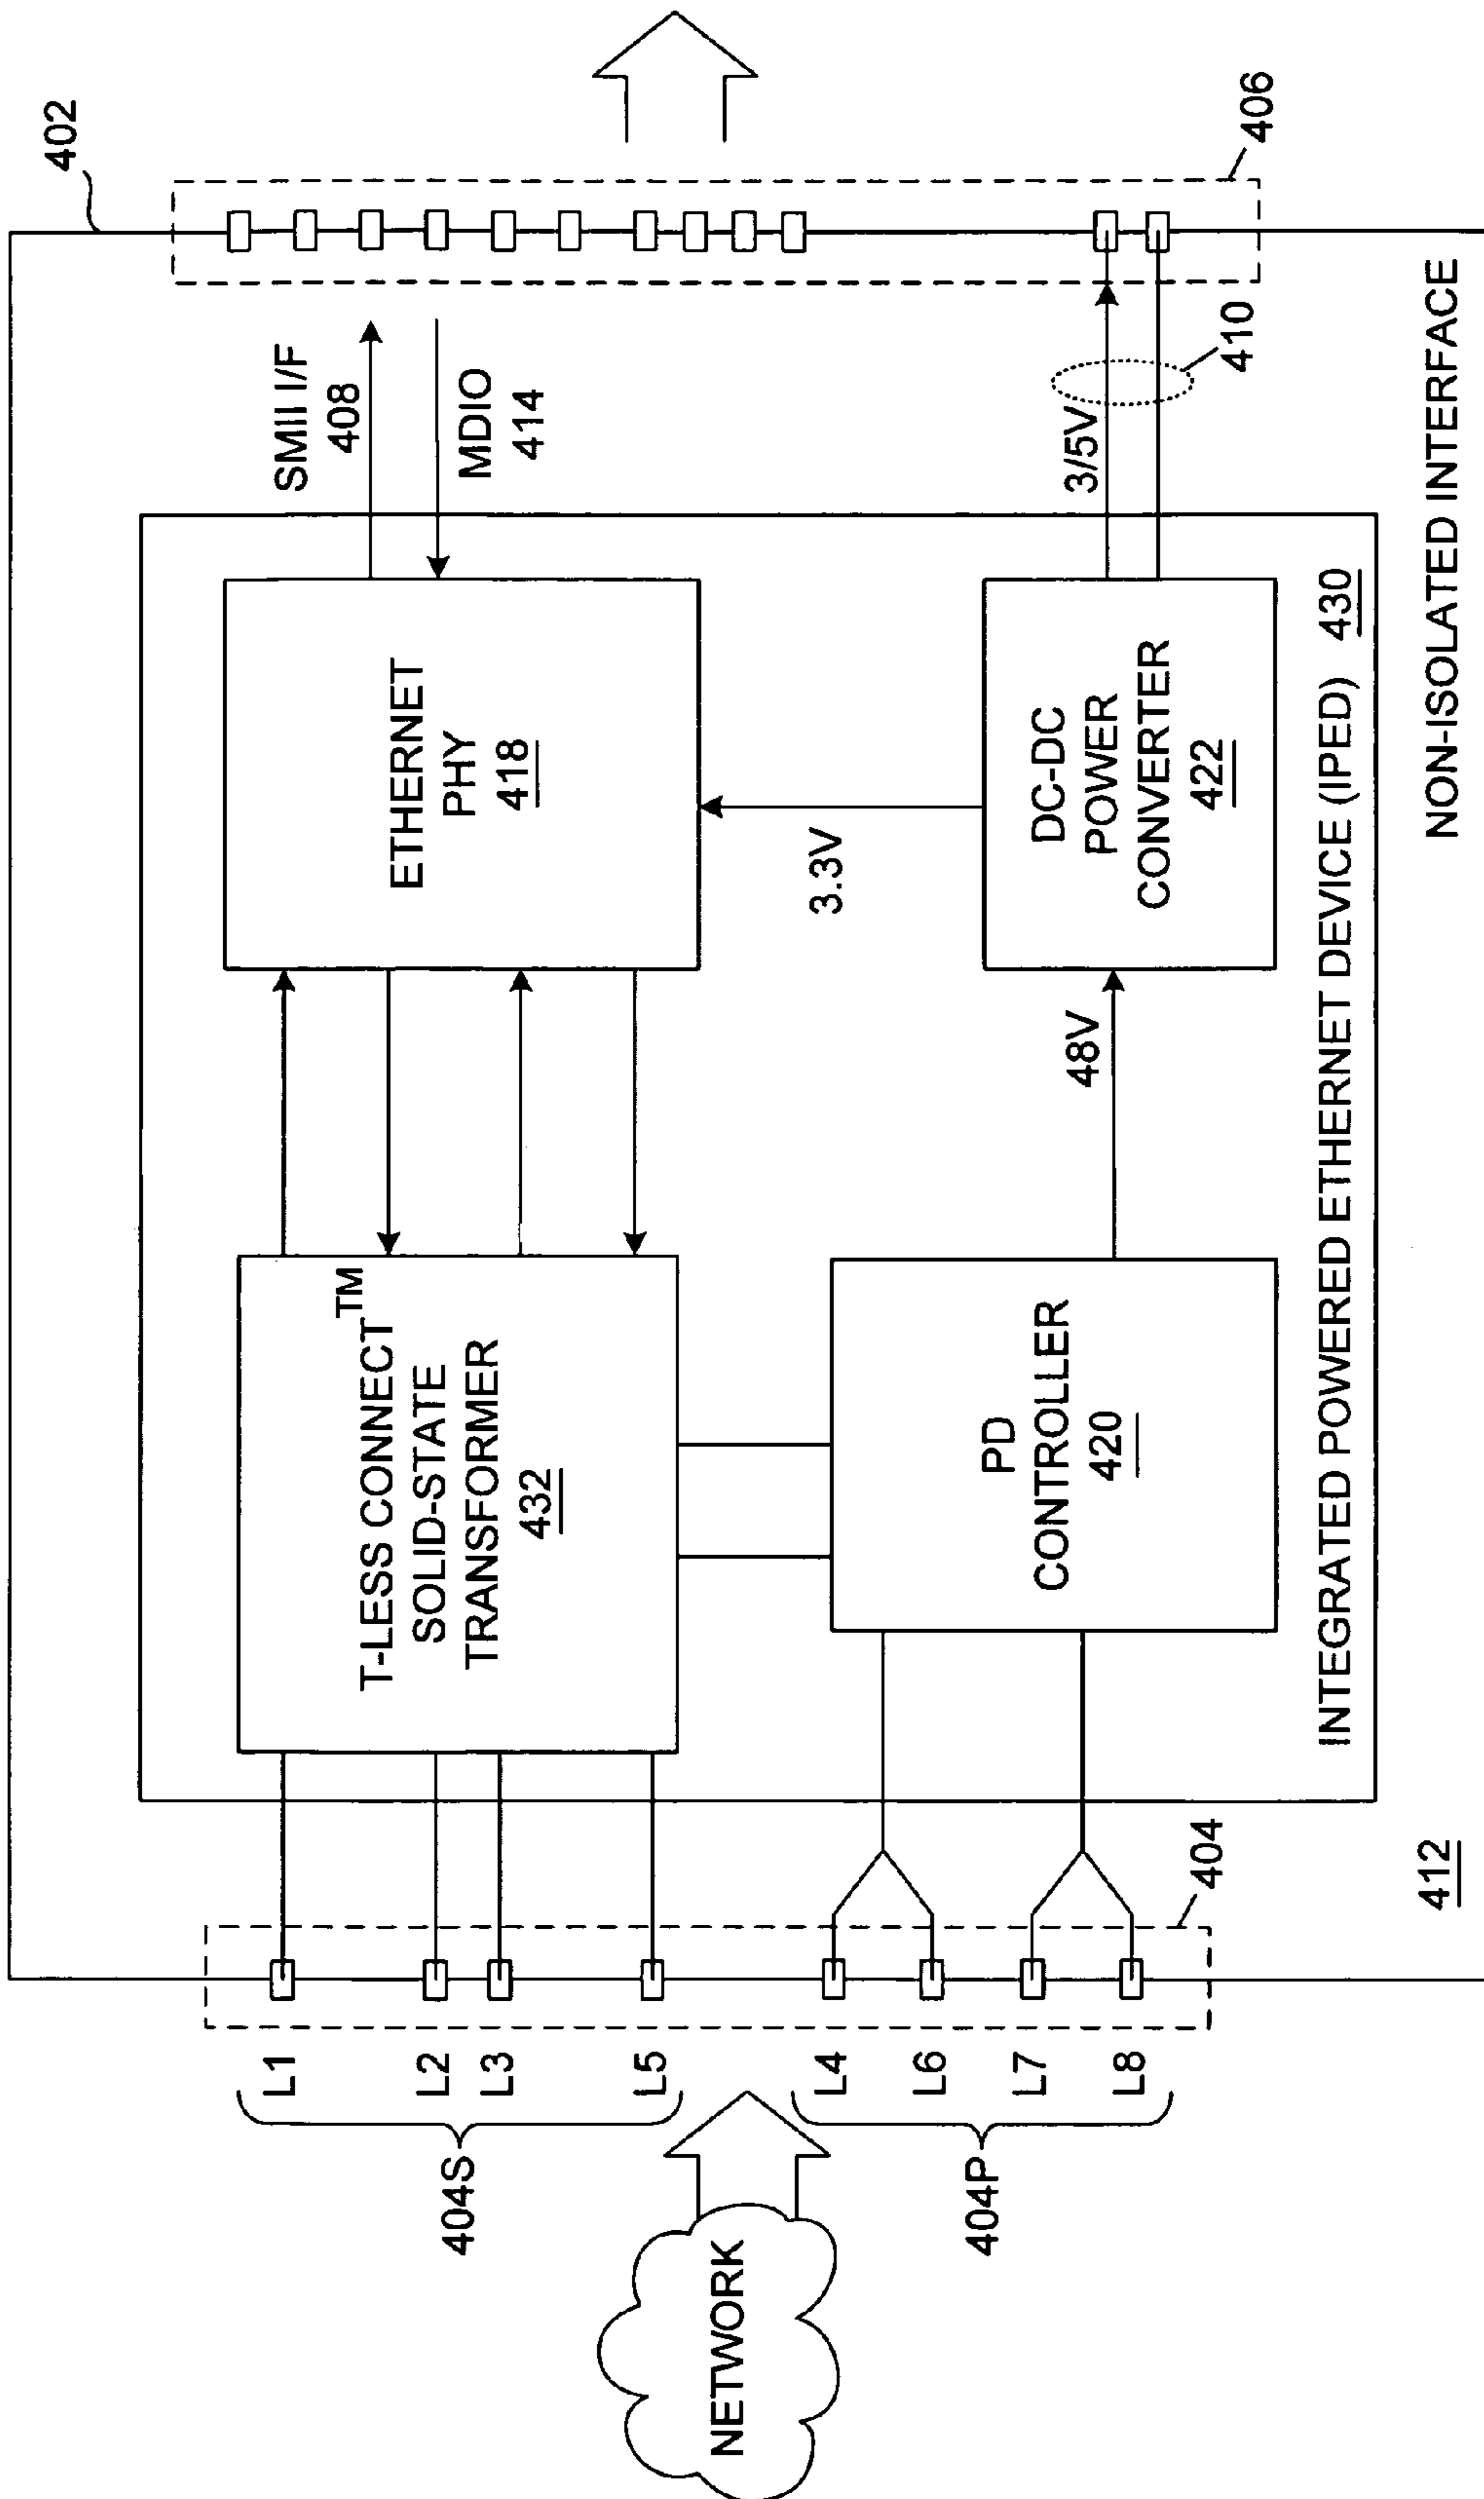 402
SMII I/F
408
MDIO
414
406
3/5V
410
ETHERNET
PHY
418
3.3V
DC-DC
POWER
CONVERTER
422
T-LESS CONNECT™
SOLID-STATE
TRANSFORMER
432
48V
PD
CONTROLLER
420
INTEGRATED POWERED ETHERNET DEVICE (IPED) 430
NON-ISOLATED INTERFACE
412
404
L1
L2
L3
L5
L4
L6
L7
L8
404S
404P
NETWORK